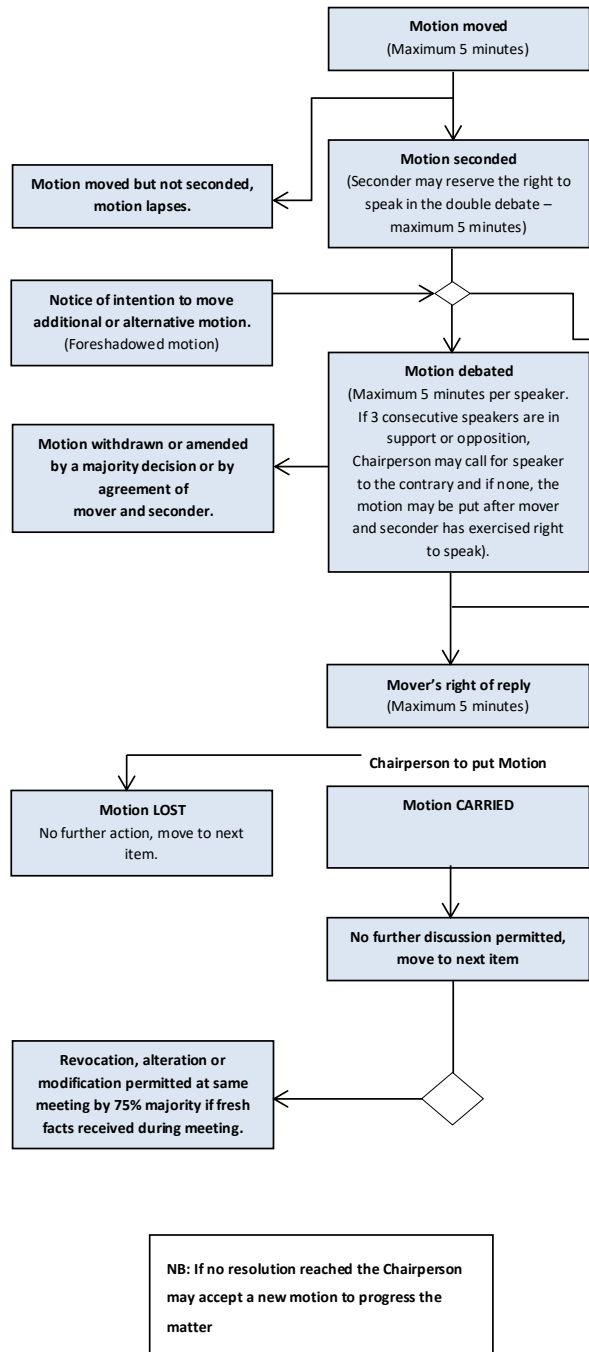 Motion moved
(Maximum 5 minutes)
Motion seconded
(Seconder may reserve the right to
speak in the double debate –
maximum 5 minutes)
Motion moved but not seconded,
motion lapses.
Notice of intention to move
additional or alternative motion.
(Foreshadowed motion)
Motion debated
(Maximum 5 minutes per speaker.
If 3 consecutive speakers are in
support or opposition,
Chairperson may call for speaker
to the contrary and if none, the
motion may be put after mover
and seconder has exercised right
to speak).
Motion withdrawn or amended
by a majority decision or by
agreement of
mover and seconder.
Mover’s right of reply
(Maximum 5 minutes)
Chairperson to put Motion
Motion LOST
No further action, move to next
item.
Motion CARRIED
No further discussion permitted,
move to next item
Revocation, alteration or
modification permitted at same
meeting by 75% majority if fresh
facts received during meeting.
NB: If no resolution reached the Chairperson
may accept a new motion to progress the
matter